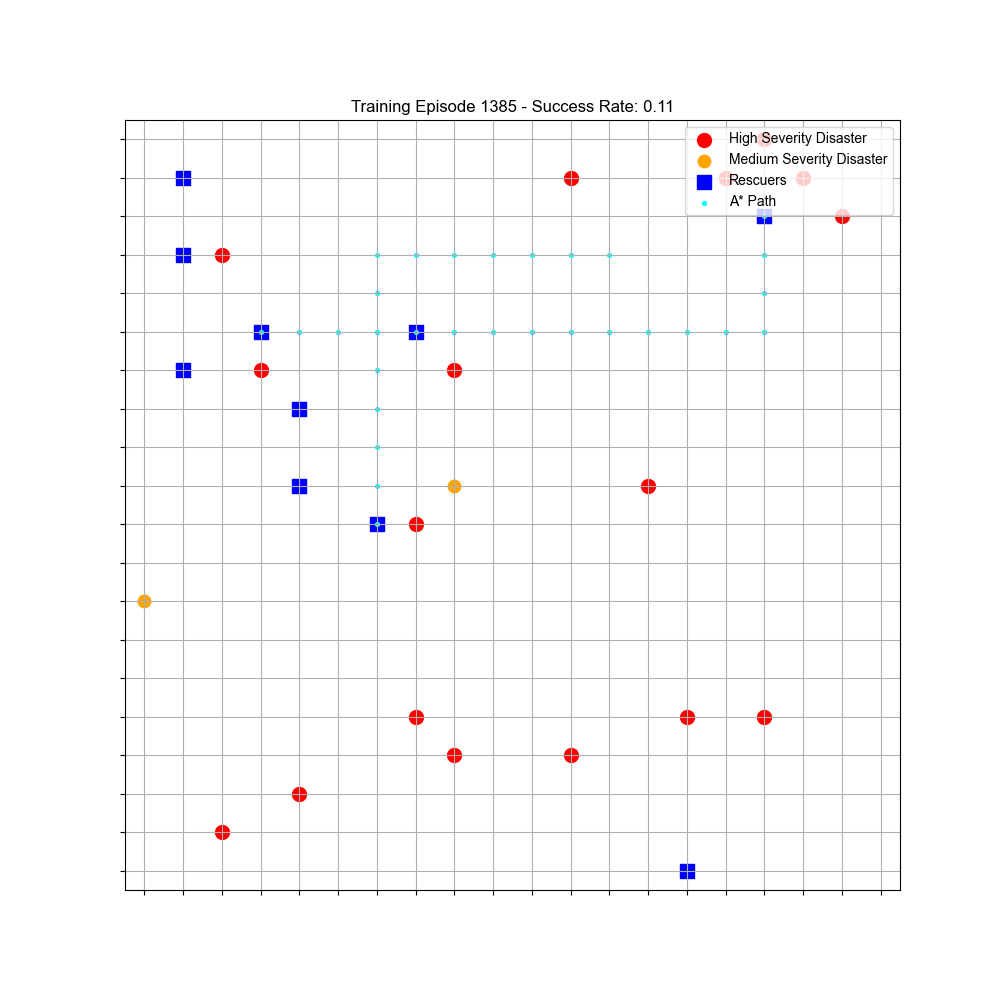 Training Episode 1385 - Success Rate: 0.11
High Severity Disaster
Medium Severity Disaster
Rescuers
A* Path